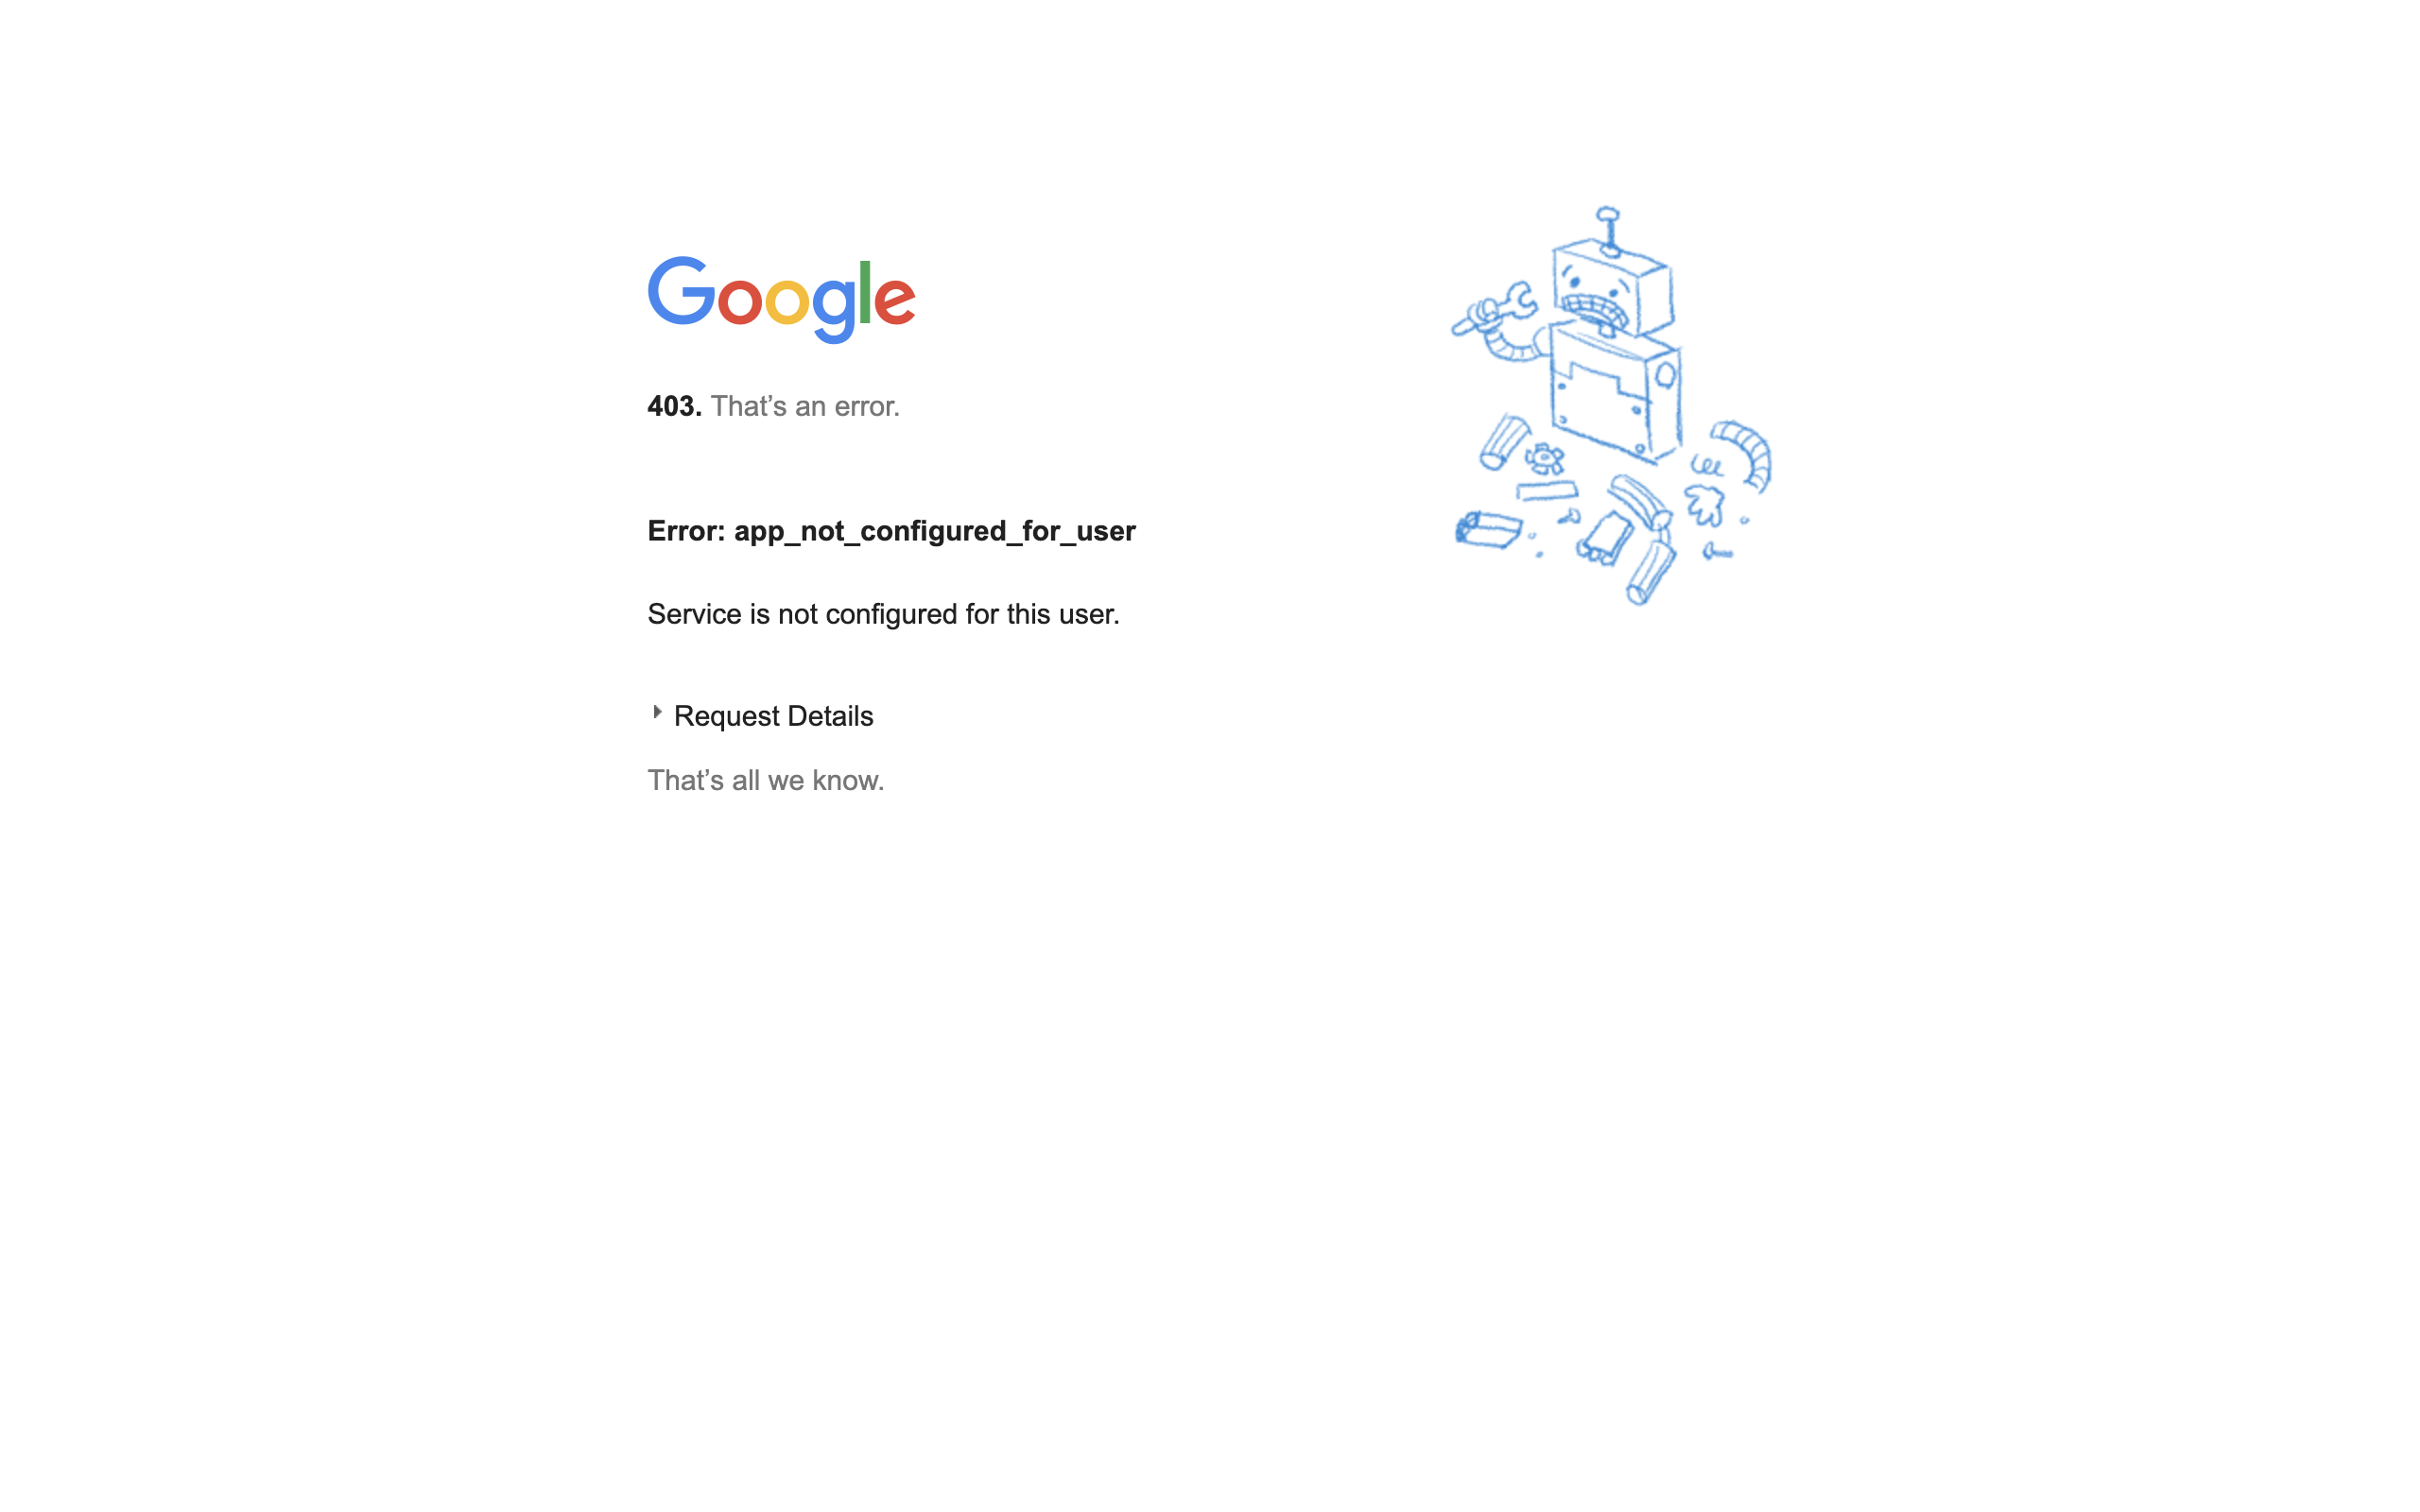 Google
403. That’s an error.
Error: app_not_configured_for_user
Service is not configured for this user.
Request Details
That’s all we know.